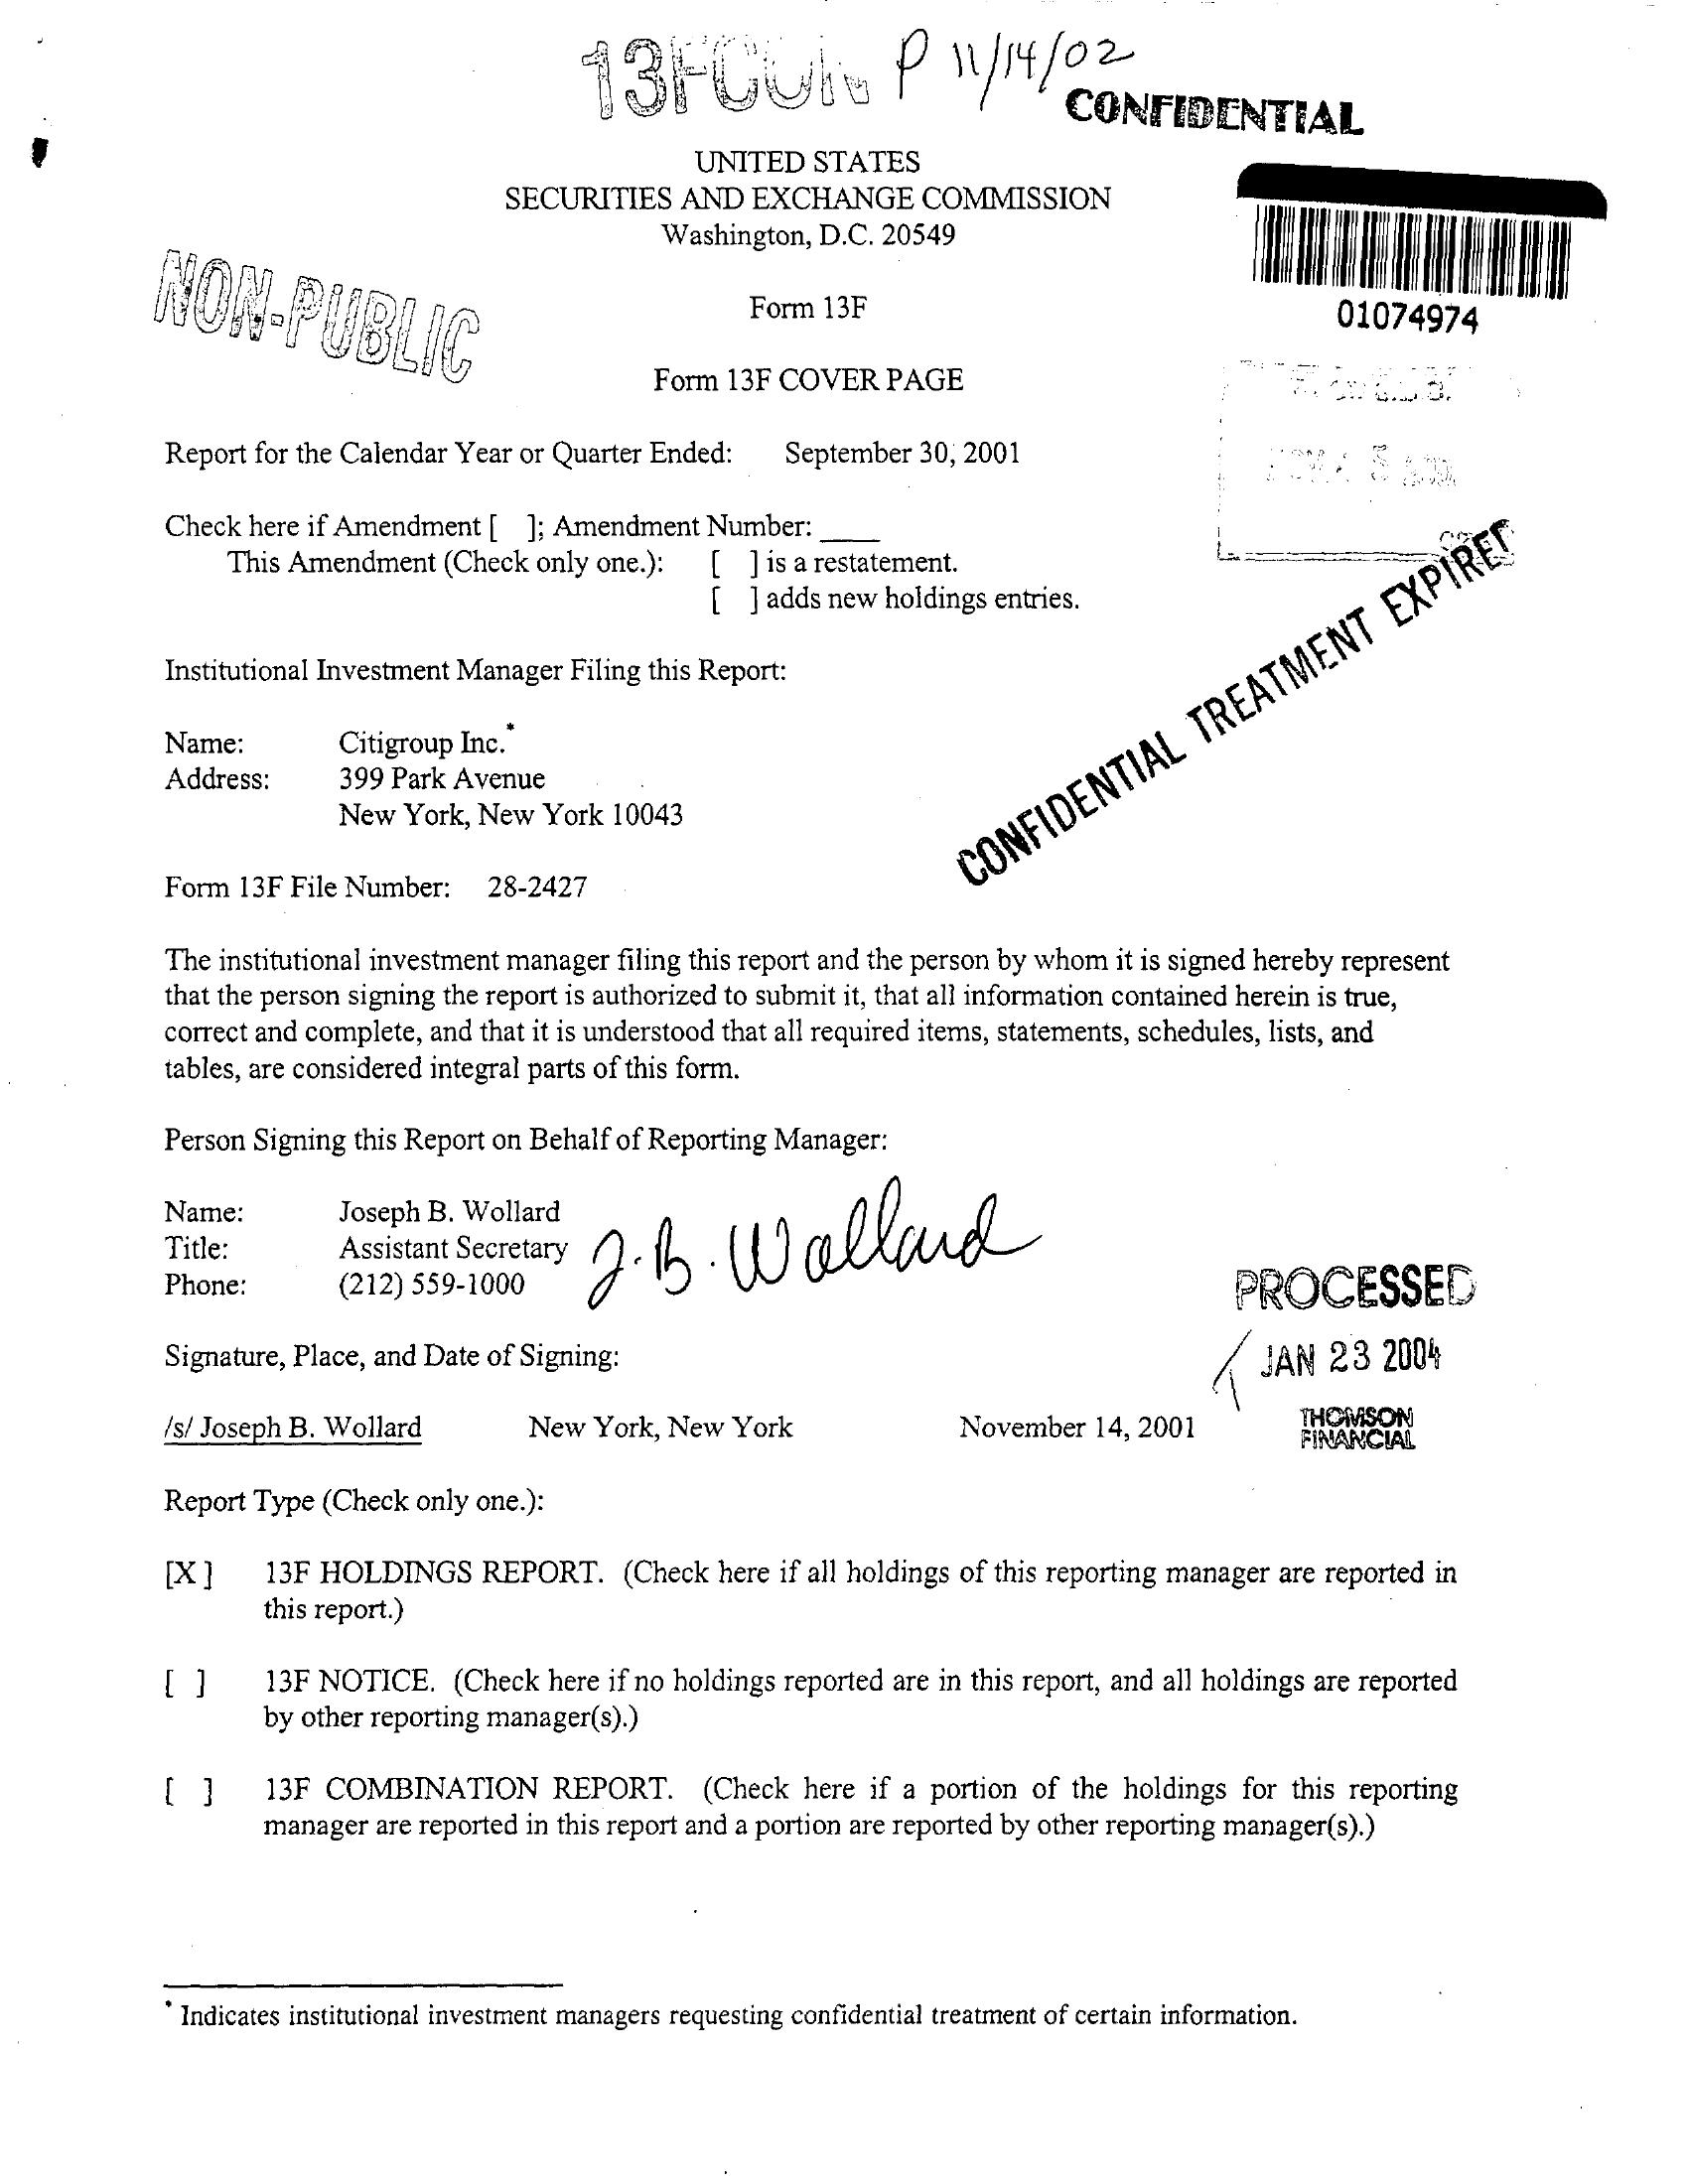 P 11/14/02
CONFIDENTIAL
UNITED STATES
SECURITIES AND EXCHANGE COMMISSION
Washington, D.C. 20549
NON-PUBLIC
Form 13F
01074974
Form 13F COVER PAGE
Report for the Calendar Year or Quarter Ended: September 30, 2001
Check here if Amendment [ ]; Amendment Number: ____
This Amendment (Check only one.): [ ] is a restatement.
[ ] adds new holdings entries.
CONFIDENTIAL TREATMENT
Institutional Investment Manager Filing this Report:
Name: Citigroup Inc.*
Address: 399 Park Avenue
New York, New York 10043
Form 13F File Number: 28-2427
The institutional investment manager filing this report and the person by whom it is signed hereby represent
that the person signing the report is authorized to submit it, that all information contained herein is true,
correct and complete, and that it is understood that all required items, statements, schedules, lists, and
tables, are considered integral parts of this form.
Person Signing this Report on Behalf of Reporting Manager:
Name: Joseph B. Wollard
Title: Assistant Secretary
Phone: (212) 559-1000
J. B. Wollard
PROCESSED
JAN 23 2004
THOMSON
FINANCIAL
Signature, Place, and Date of Signing:
/s/ Joseph B. Wollard New York, New York November 14, 2001
Report Type (Check only one.):
[X] 13F HOLDINGS REPORT. (Check here if all holdings of this reporting manager are reported in
this report.)
[ ] 13F NOTICE. (Check here if no holdings reported are in this report, and all holdings are reported
by other reporting manager(s).)
[ ] 13F COMBINATION REPORT. (Check here if a portion of the holdings for this reporting
manager are reported in this report and a portion are reported by other reporting manager(s).)
* Indicates institutional investment managers requesting confidential treatment of certain information.